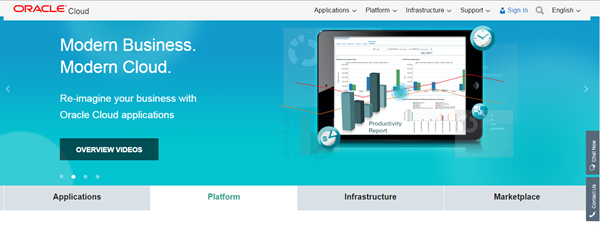 ORACLE Cloud
Applications Platform Infrastructure Support Sign In English
Modern Business.
Modern Cloud.
Re-imagine your business with
Oracle Cloud applications
OVERVIEW VIDEOS
Productivity
Report
Chat Now
Contact Us
Applications Platform Infrastructure Marketplace